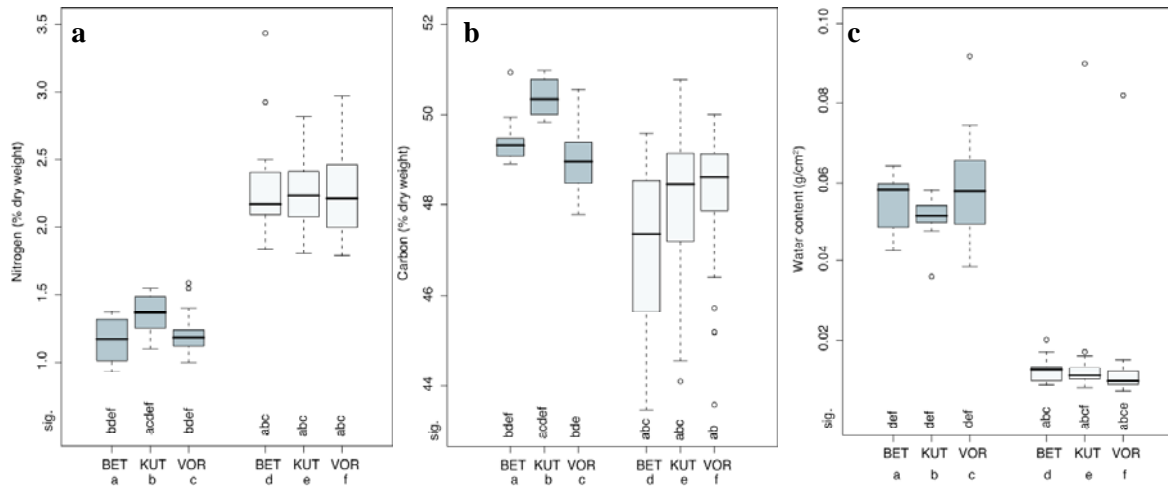 a
Nitrogen (% dry weight)
3.5
3.0
2.5
2.0
1.5
1.0
sig.
bdef
acdef
bdef
abc
abc
abc
BET KUT VOR BET KUT VOR
a b c d e f
b
Carbon (% dry weight)
52
50
48
46
44
sig.
bdef
acdef
bde
abc
abc
ab
BET KUT VOR BET KUT VOR
a b c d e f
c
Water content (g/cm²)
0.10
0.08
0.06
0.04
0.02
sig.
def
def
def
abc
abcf
abce
BET KUT VOR BET KUT VOR
a b c d e f